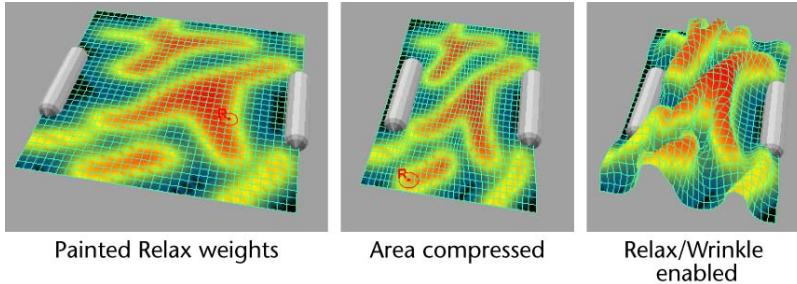 R
R
Painted Relax weights
Area compressed
Relax/Wrinkle
enabled